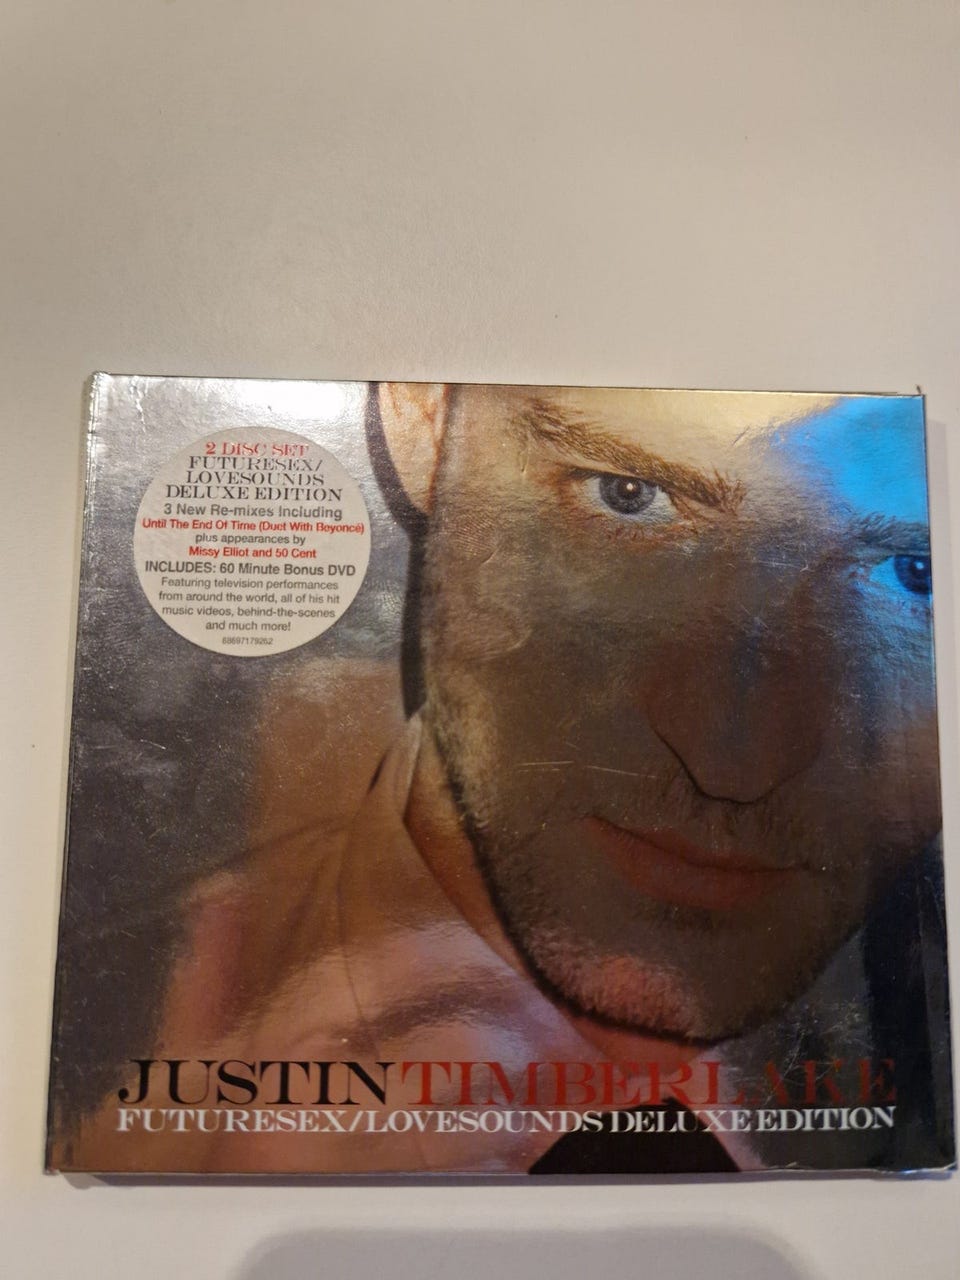 2 DISC SET
FUTURESEX/
LOVESOUNDS
DELUXE EDITION
3 New Re-mixes Including
Until The End Of Time (Duet With Beyoncé)
plus appearances by
Missy Elliot and 50 Cent
INCLUDES: 60 Minute Bonus DVD
Featuring television performances
from around the world, all of his hit
music videos, behind-the-scenes
and much more!
88697179262
JUSTIN TIMBERLAKE
FUTURESEX/LOVESOUNDS DELUXE EDITION